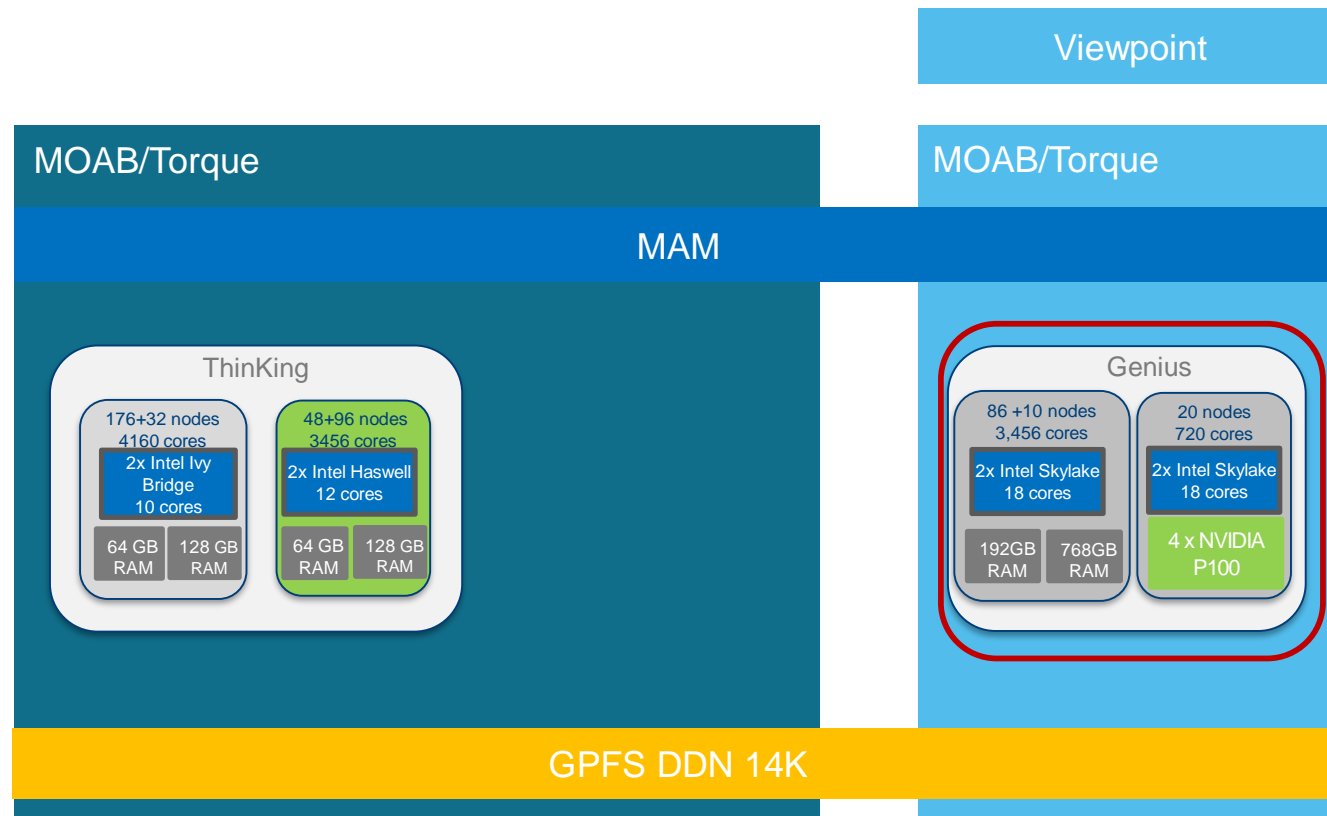 Viewpoint
MOAB/Torque
MOAB/Torque
MAM
ThinKing
176+32 nodes
4160 cores
2x Intel Ivy
Bridge
10 cores
64 GB
RAM
128 GB
RAM
48+96 nodes
3456 cores
2x Intel Haswell
12 cores
64 GB
RAM
128 GB
RAM
Genius
86 +10 nodes
3,456 cores
2x Intel Skylake
18 cores
192GB
RAM
768GB
RAM
20 nodes
720 cores
2x Intel Skylake
18 cores
4 x NVIDIA
P100
GPFS DDN 14K